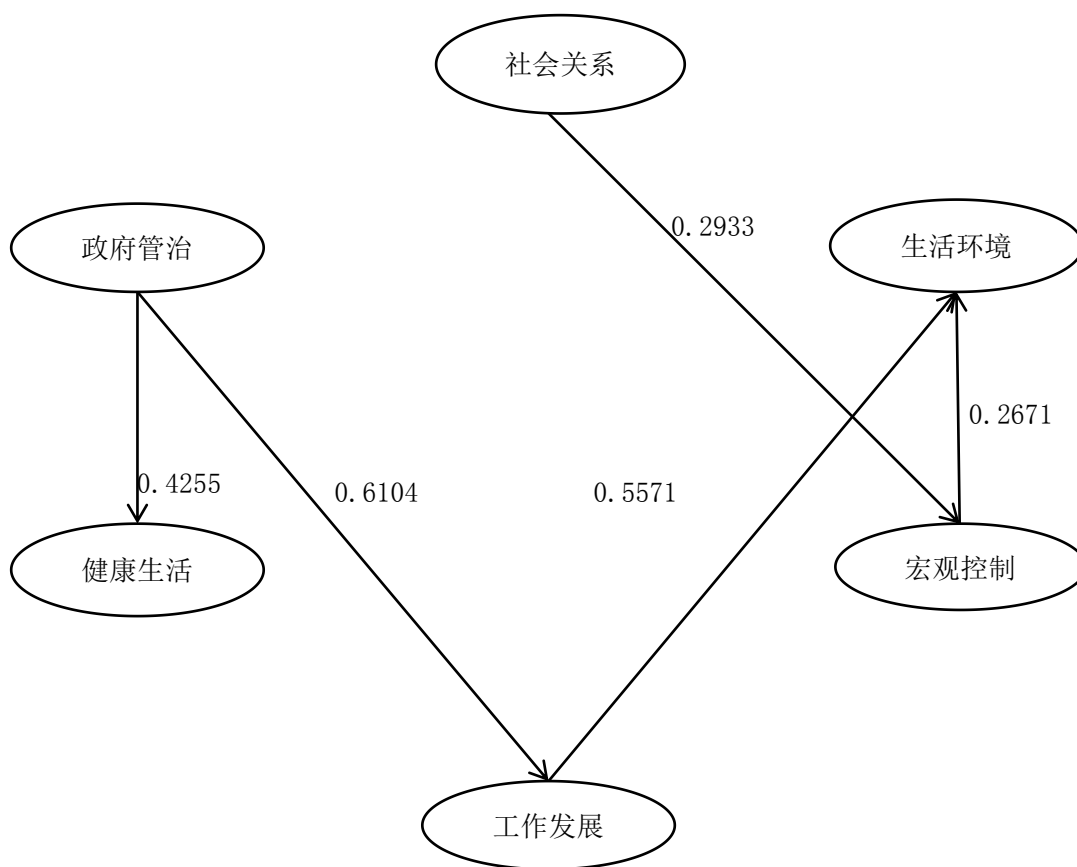 社会关系
0.2933
政府管治
生活环境
0.2671
0.4255
0.6104
0.5571
健康生活
宏观控制
工作发展